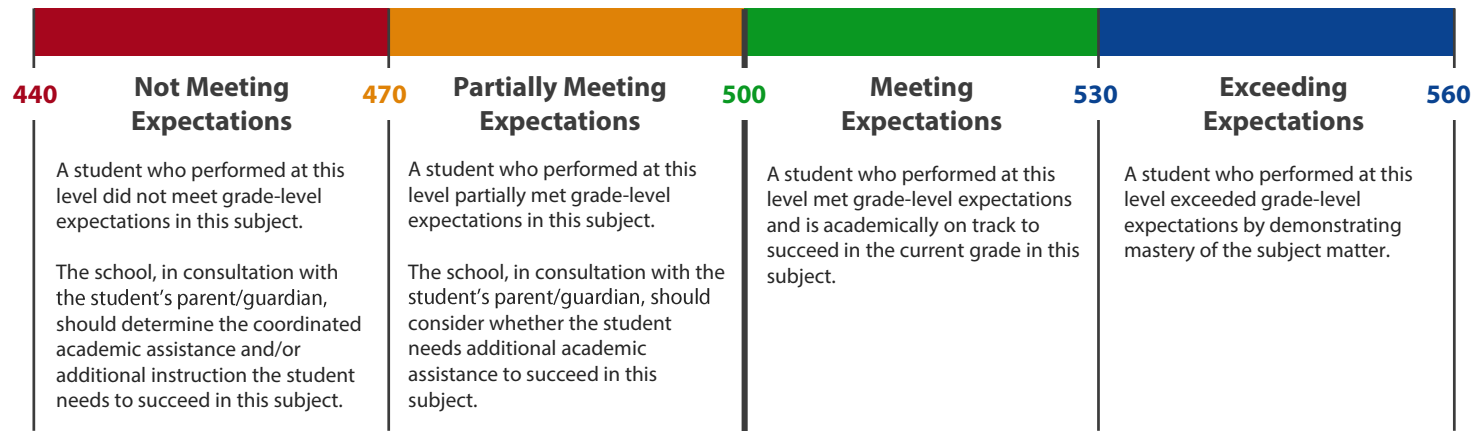 440
Not Meeting
Expectations
A student who performed at this
level did not meet grade-level
expectations in this subject.
The school, in consultation with
the student’s parent/guardian,
should determine the coordinated
academic assistance and/or
additional instruction the student
needs to succeed in this subject.
470
Partially Meeting
Expectations
A student who performed at this
level partially met grade-level
expectations in this subject.
The school, in consultation with the
student’s parent/guardian, should
consider whether the student
needs additional academic
assistance to succeed in this
subject.
500
Meeting
Expectations
A student who performed at this
level met grade-level expectations
and is academically on track to
succeed in the current grade in this
subject.
530
Exceeding
Expectations
A student who performed at this
level exceeded grade-level
expectations by demonstrating
mastery of the subject matter.
560